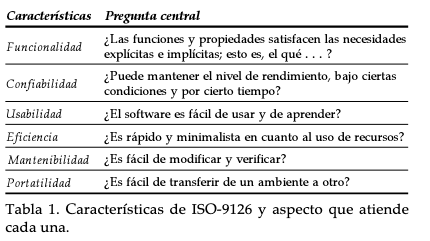 Características Pregunta central
Funcionalidad ¿Las funciones y propiedades satisfacen las necesidades
explícitas e implícitas; esto es, el qué . . . ?
Confiabilidad ¿Puede mantener el nivel de rendimiento, bajo ciertas
condiciones y por cierto tiempo?
Usabilidad ¿El software es fácil de usar y de aprender?
Eficiencia ¿Es rápido y minimalista en cuanto al uso de recursos?
Mantenibilidad ¿Es fácil de modificar y verificar?
Portatilidad ¿Es fácil de transferir de un ambiente a otro?
Tabla 1. Características de ISO-9126 y aspecto que atiende
cada una.